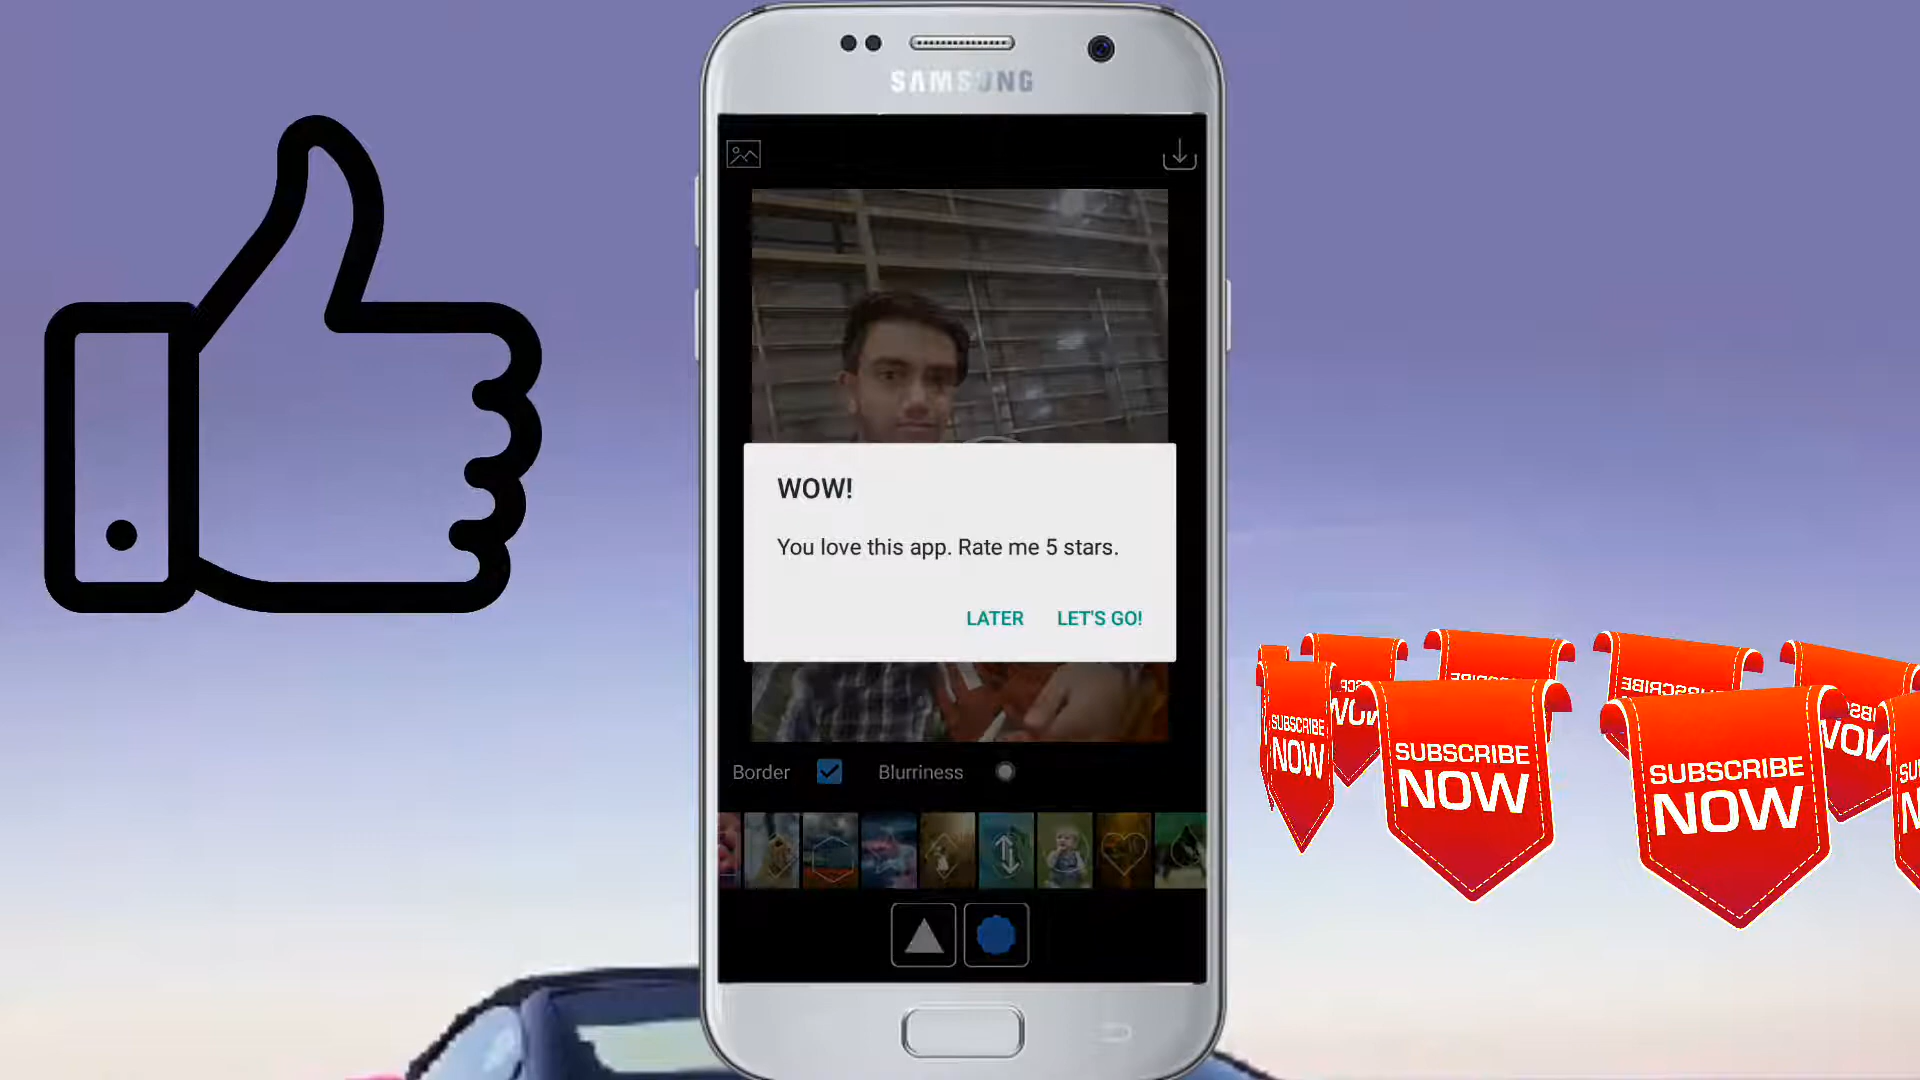 SAMSUNG
WOW!
You love this app. Rate me 5 stars.
LATER LET'S GO!
Border Blurriness
SUBSCRIBE
NOW
SUBSCRIBE
NOW
SUBSCRIBE
NOW